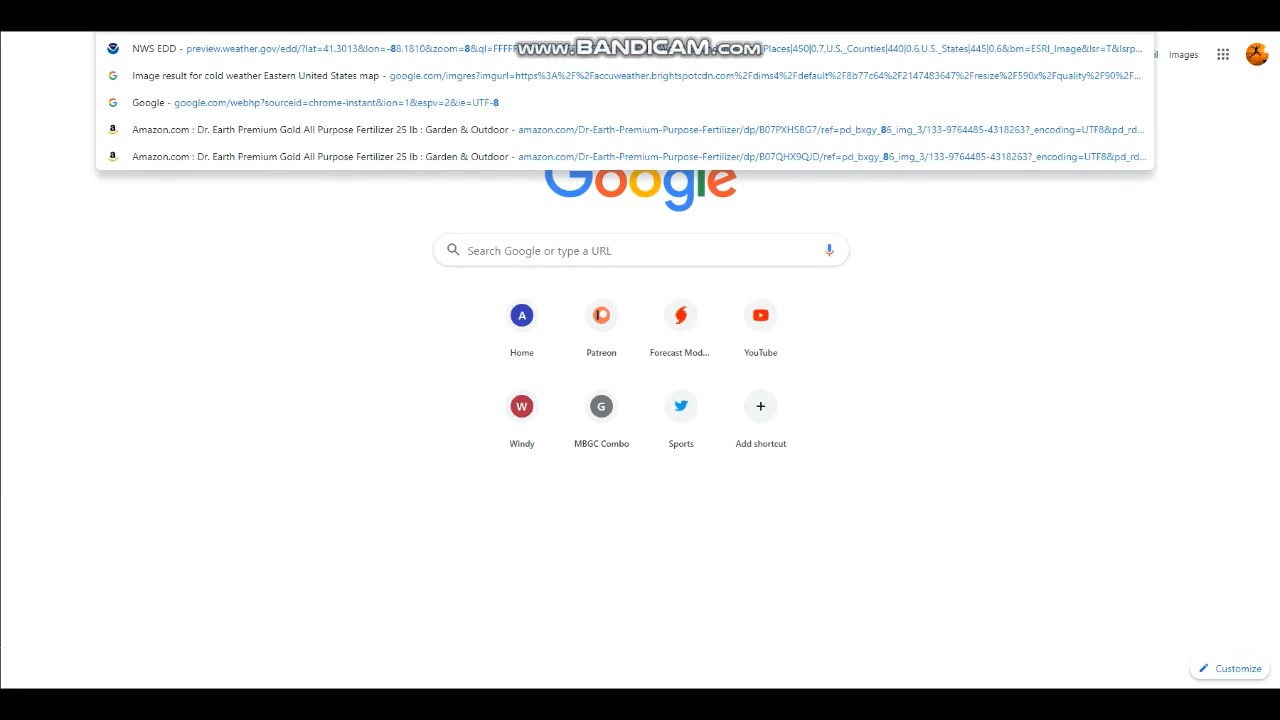 NWS EDD - preview.weather.gov/edd/?lat=41.3013&lon=-88.1810&zoom=8&ql=FFFF
www.BANDICAM.com
Places|450|0.7,U.S._Counties|440|0.6,U.S._States|445|0.6&bm=ESRI_Image&lsr=T&lsrp...
Images
Image result for cold weather Eastern United States map - google.com/imgres?imgurl=https%3A%2F%2Faccuweather.brightspotcdn.com%2Fdims4%2Fdefault%2F8b77c64%2F2147483647%2Fresize%2F590x%2Fquality%2F90%2F...
Google - google.com/webhp?sourceid=chrome-instant&ion=1&espv=2&ie=UTF-8
Amazon.com : Dr. Earth Premium Gold All Purpose Fertilizer 25 lb : Garden & Outdoor - amazon.com/Dr-Earth-Premium-Purpose-Fertilizer/dp/B07PXHSBG7/ref=pd_bxgy_86_img_3/133-9764485-4318263?_encoding=UTF8&pd_rd...
Amazon.com : Dr. Earth Premium Gold All Purpose Fertilizer 25 lb : Garden & Outdoor - amazon.com/Dr-Earth-Premium-Purpose-Fertilizer/dp/B07QHX9QJD/ref=pd_bxgy_86_img_3/133-9764485-4318263?_encoding=UTF8&pd_rd...
Google
Search Google or type a URL
A
Home
Patreon
Forecast Mod...
YouTube
W
G
+
Windy
MBGC Combo
Sports
Add shortcut
Customize